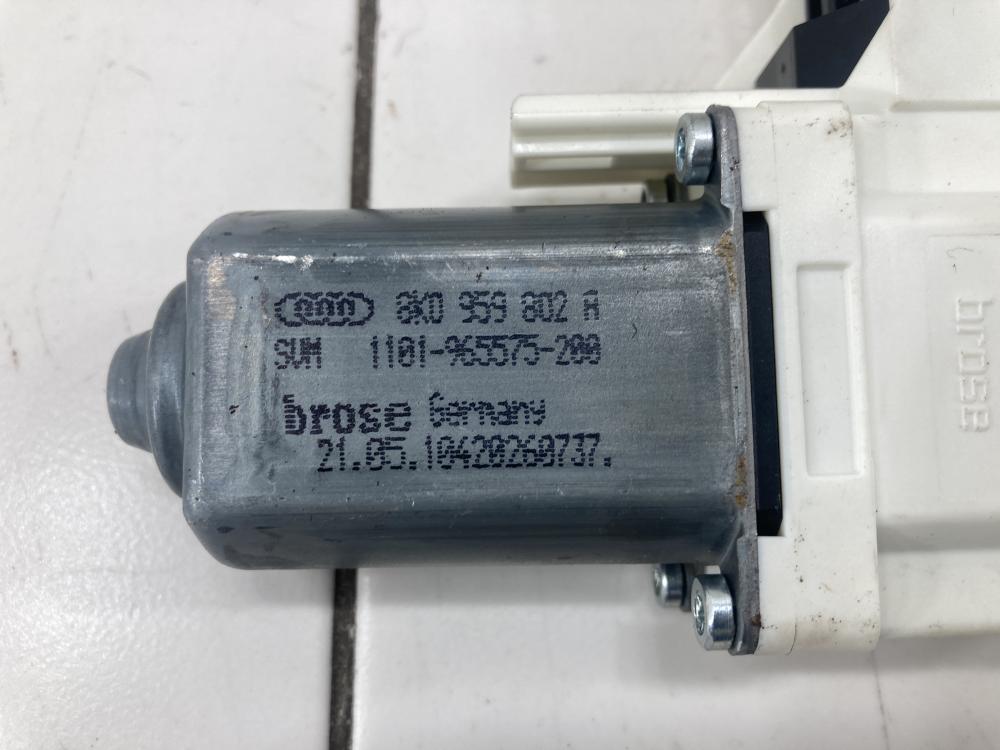 8K0 959 802 A
SWM 1101-965575-200
brose Germany
21.05.10420260737.
brose